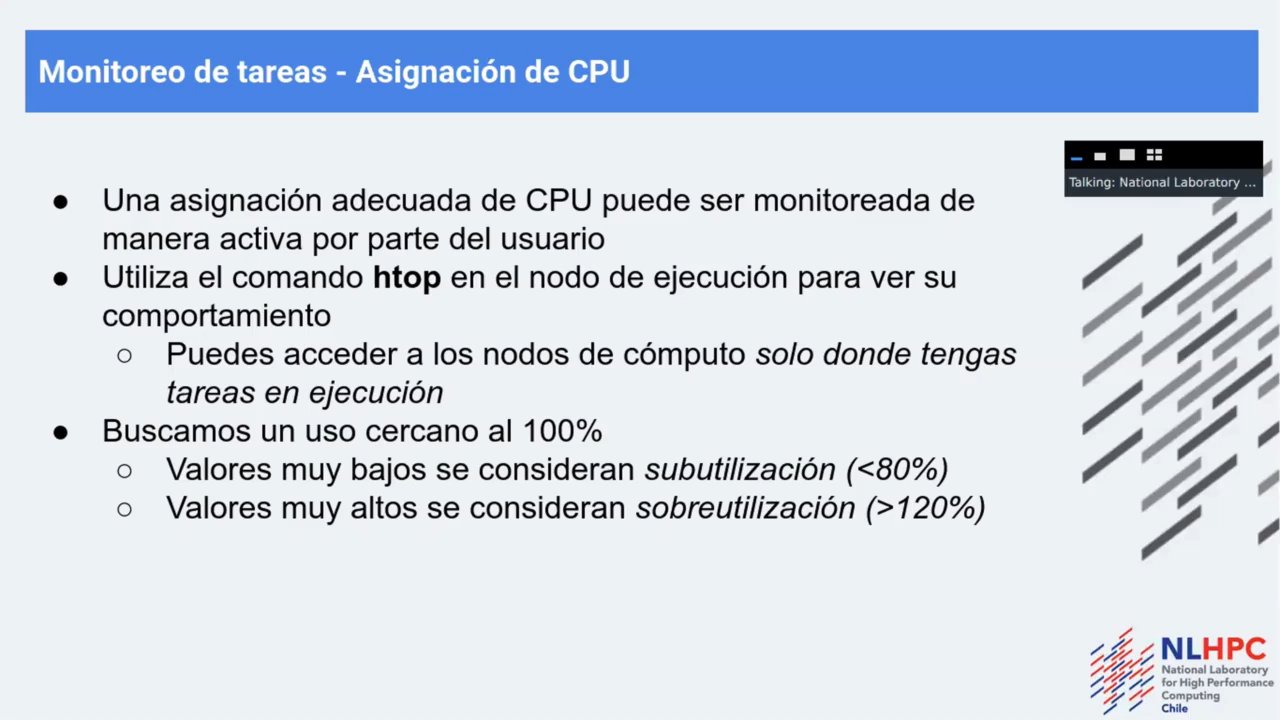 Monitoreo de tareas - Asignación de CPU
Talking: National Laboratory ...
● Una asignación adecuada de CPU puede ser monitoreada de
manera activa por parte del usuario
● Utiliza el comando htop en el nodo de ejecución para ver su
comportamiento
○ Puedes acceder a los nodos de cómputo solo donde tengas
tareas en ejecución
● Buscamos un uso cercano al 100%
○ Valores muy bajos se consideran subutilización (<80%)
○ Valores muy altos se consideran sobreutilización (>120%)
NLHPC
National Laboratory
for High Performance
Computing
Chile